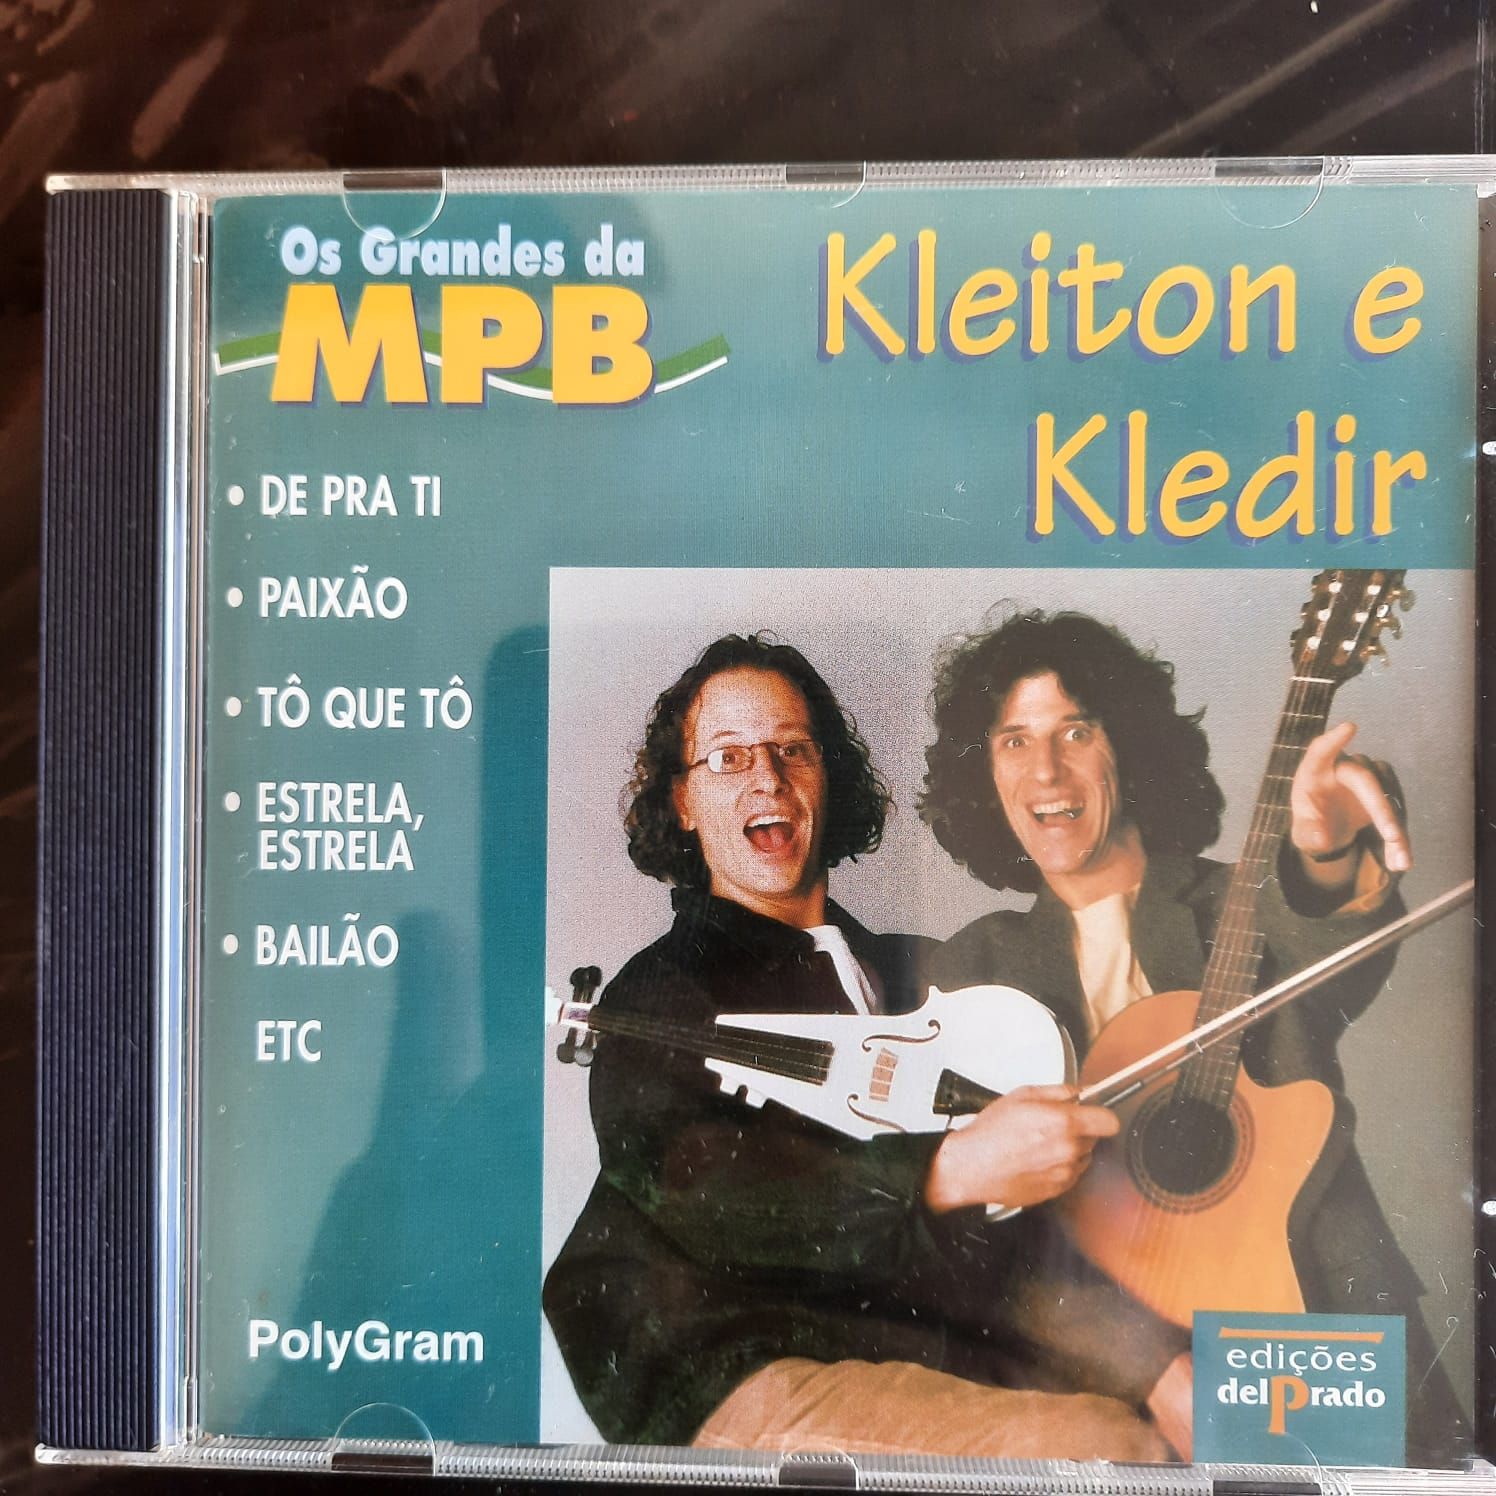 Os Grandes da
MPB
Kleiton e
Kledir
• DE PRA TI
• PAIXÃO
• TÔ QUE TÔ
• ESTRELA,
ESTRELA
• BAILÃO
ETC
PolyGram
edições
delPrado